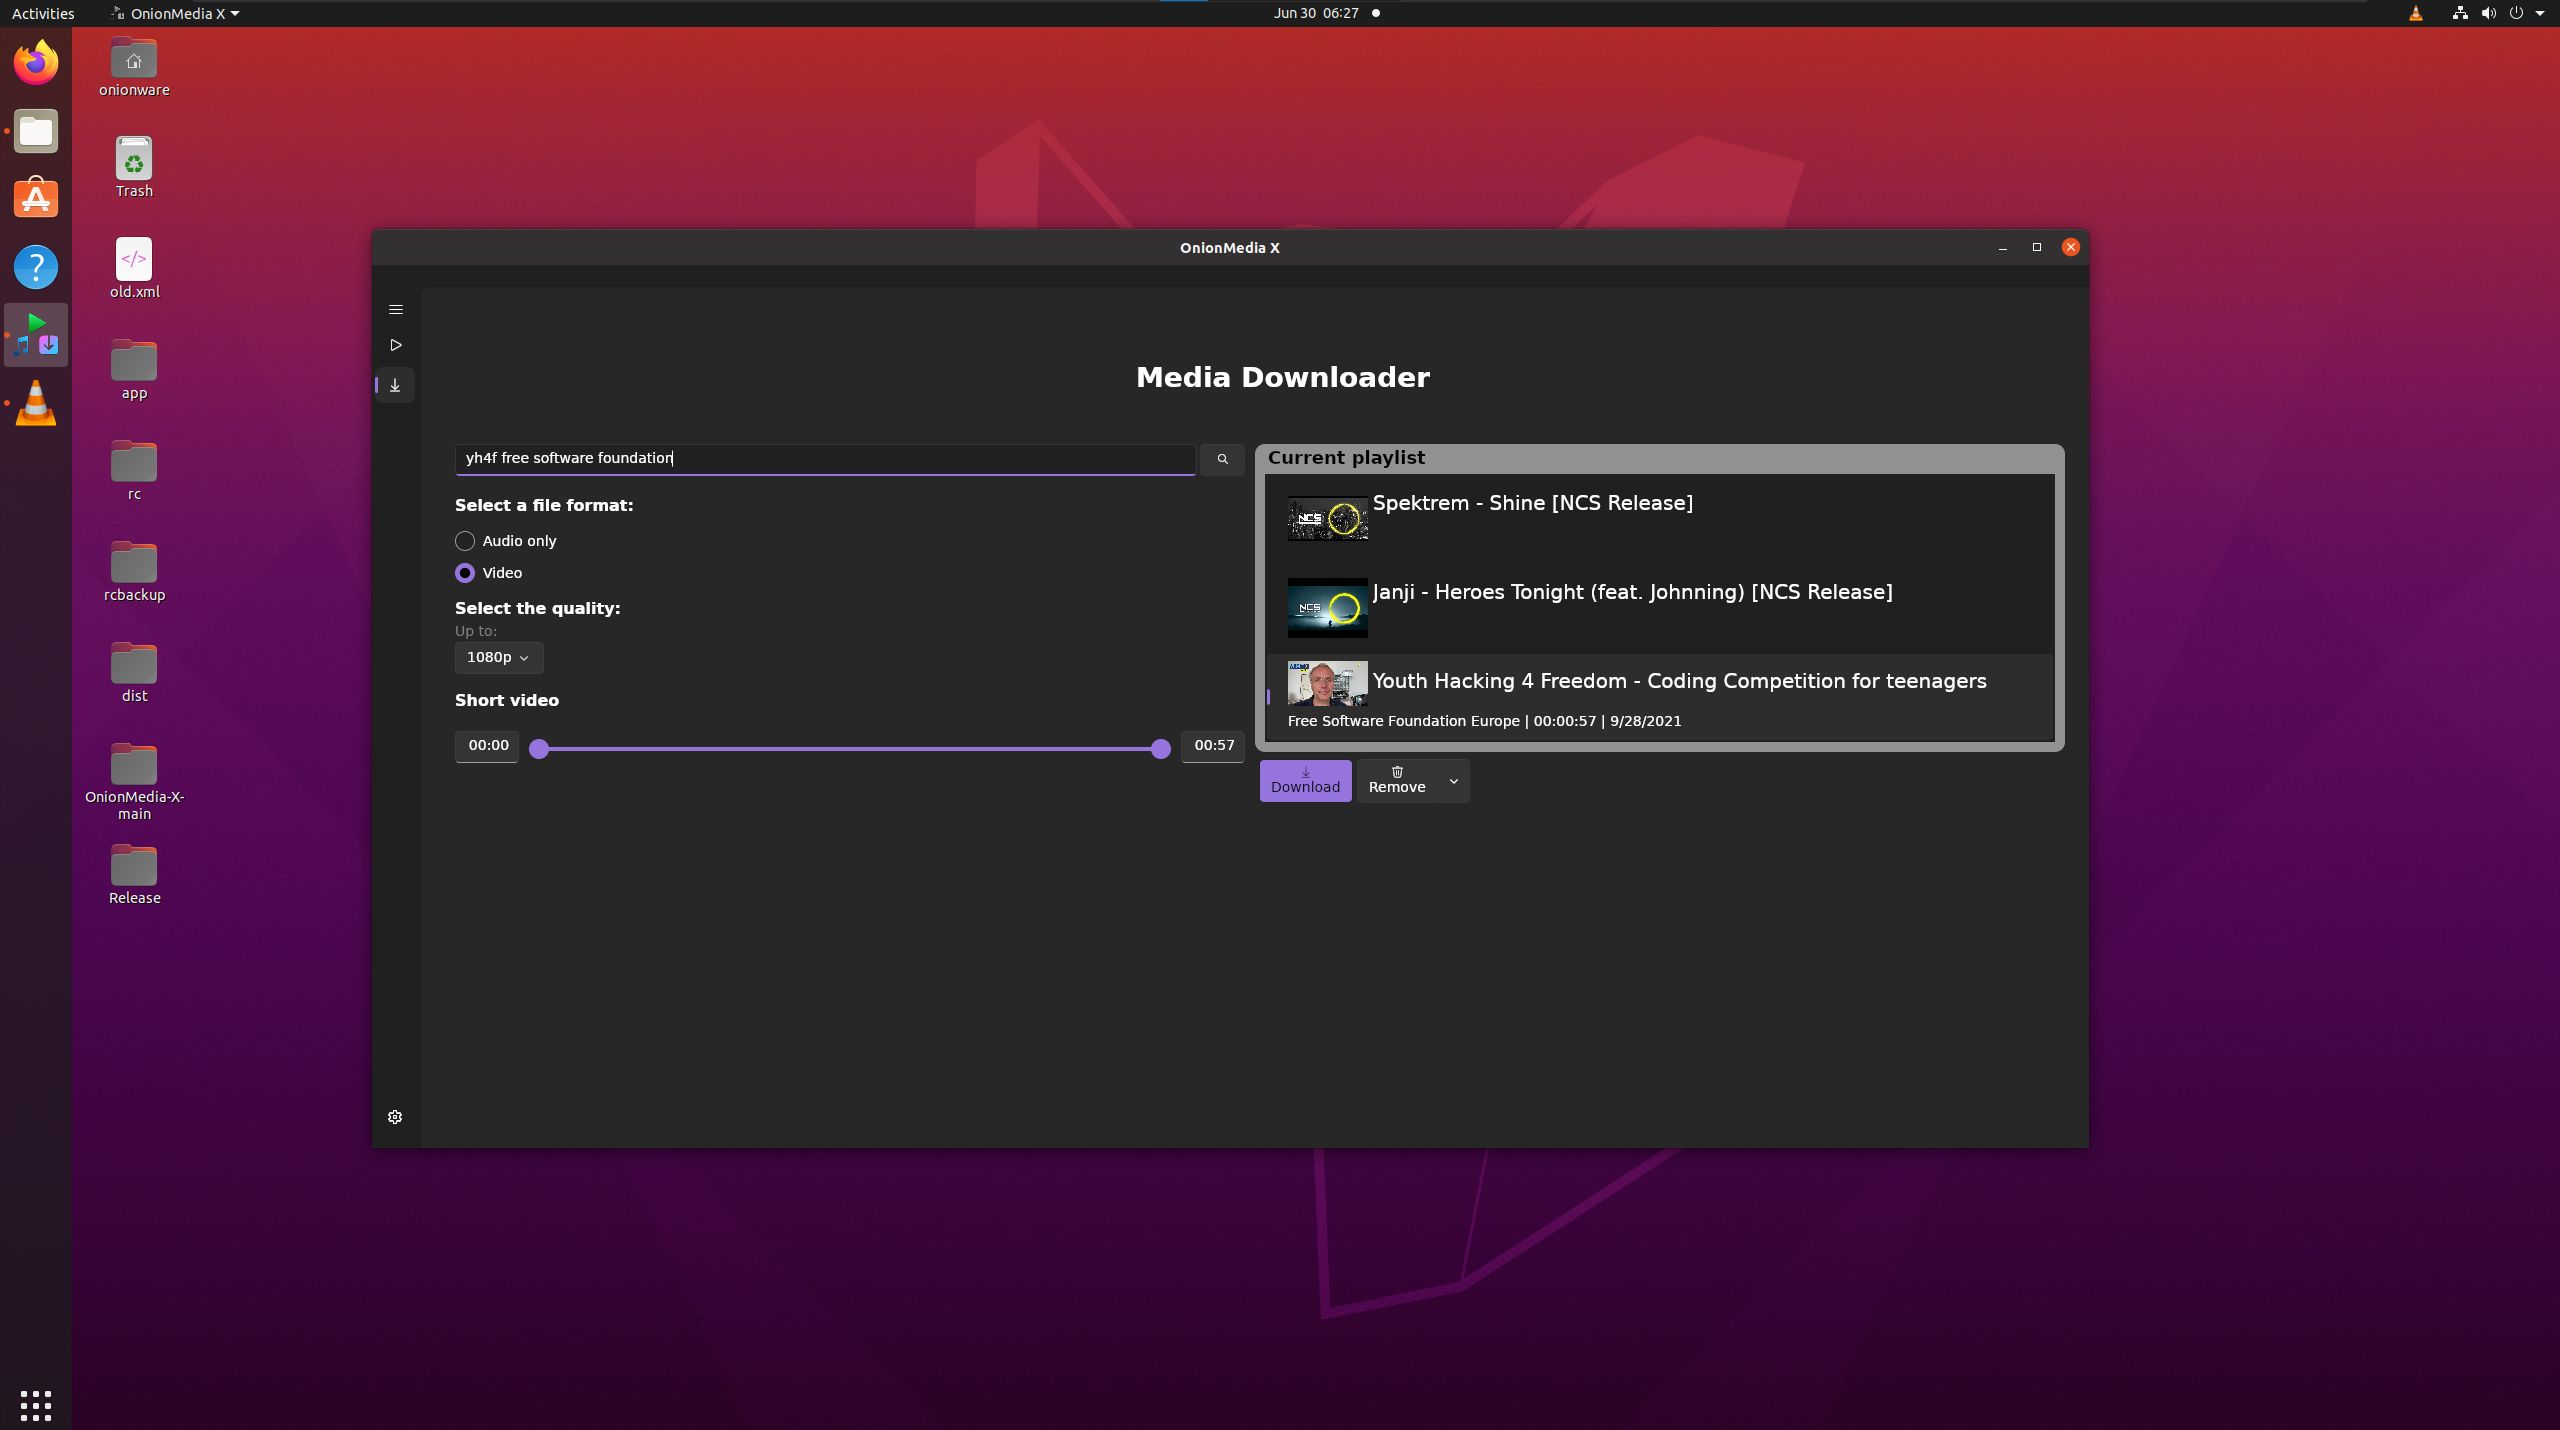 Activities
OnionMedia X
Jun 30 06:27
onionware
Trash
old.xml
app
rc
rcbackup
dist
OnionMedia-X-
main
Release
OnionMedia X
Media Downloader
yh4f free software foundation
Select a file format:
Audio only
Video
Select the quality:
Up to:
1080p
Short video
00:00
00:57
Current playlist
NCS
Spektrem - Shine [NCS Release]
NCS
Janji - Heroes Tonight (feat. Johnning) [NCS Release]
Youth Hacking 4 Freedom - Coding Competition for teenagers
Free Software Foundation Europe | 00:00:57 | 9/28/2021
Download
Remove